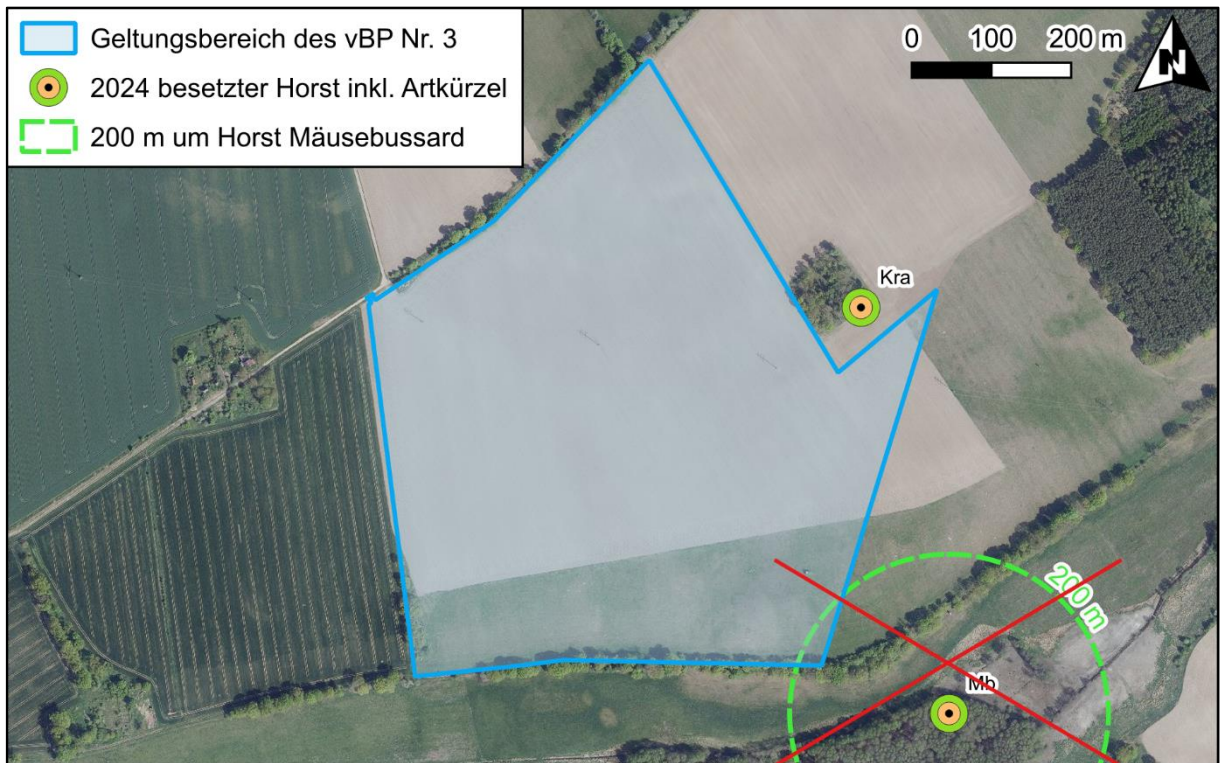 Geltungsbereich des vBP Nr. 3
2024 besetzter Horst inkl. Artkürzel
200 m um Horst Mäusebussard
0 100 200 m
N
Kra
200 m
Mb